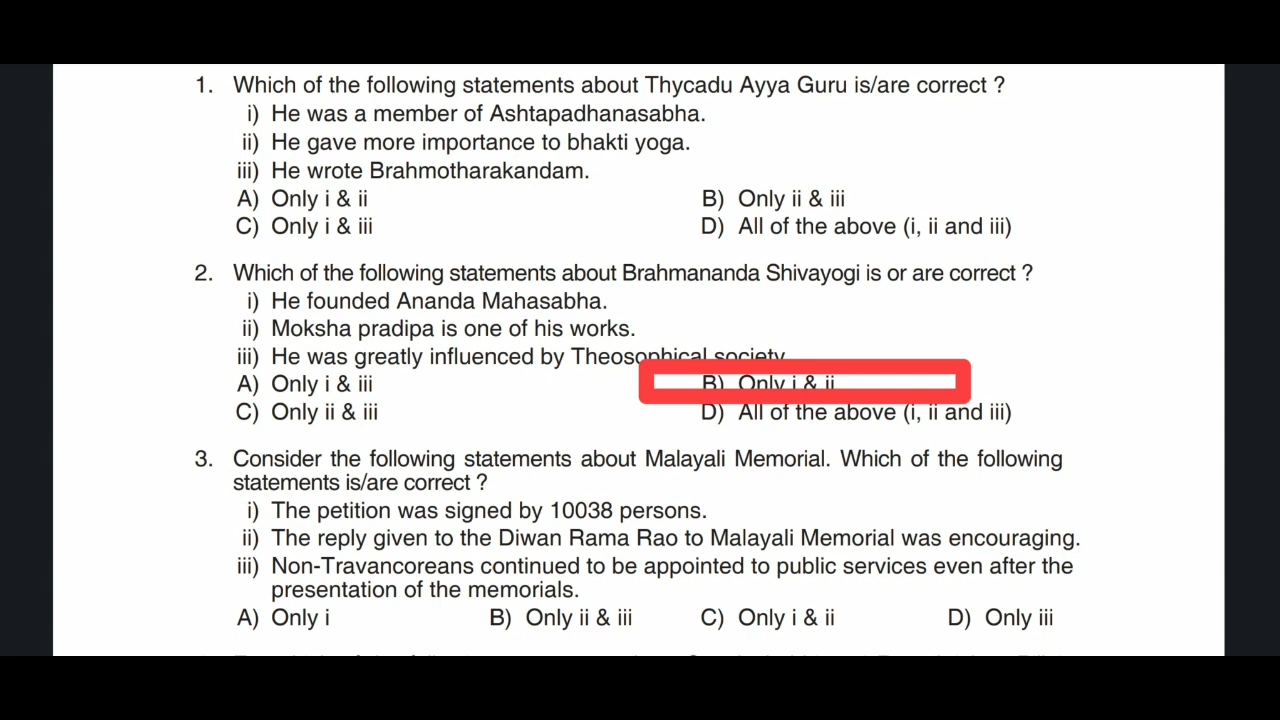 1. Which of the following statements about Thycadu Ayya Guru is/are correct ?
i) He was a member of Ashtapadhanasabha.
ii) He gave more importance to bhakti yoga.
iii) He wrote Brahmotharakandam.
A) Only i & ii B) Only ii & iii
C) Only i & iii D) All of the above (i, ii and iii)
2. Which of the following statements about Brahmananda Shivayogi is or are correct ?
i) He founded Ananda Mahasabha.
ii) Moksha pradipa is one of his works.
iii) He was greatly influenced by Theosophical society
A) Only i & iii B) Only i & ii
C) Only ii & iii D) All of the above (i, ii and iii)
3. Consider the following statements about Malayali Memorial. Which of the following
statements is/are correct ?
i) The petition was signed by 10038 persons.
ii) The reply given to the Diwan Rama Rao to Malayali Memorial was encouraging.
iii) Non-Travancoreans continued to be appointed to public services even after the
presentation of the memorials.
A) Only i B) Only ii & iii C) Only i & ii D) Only iii